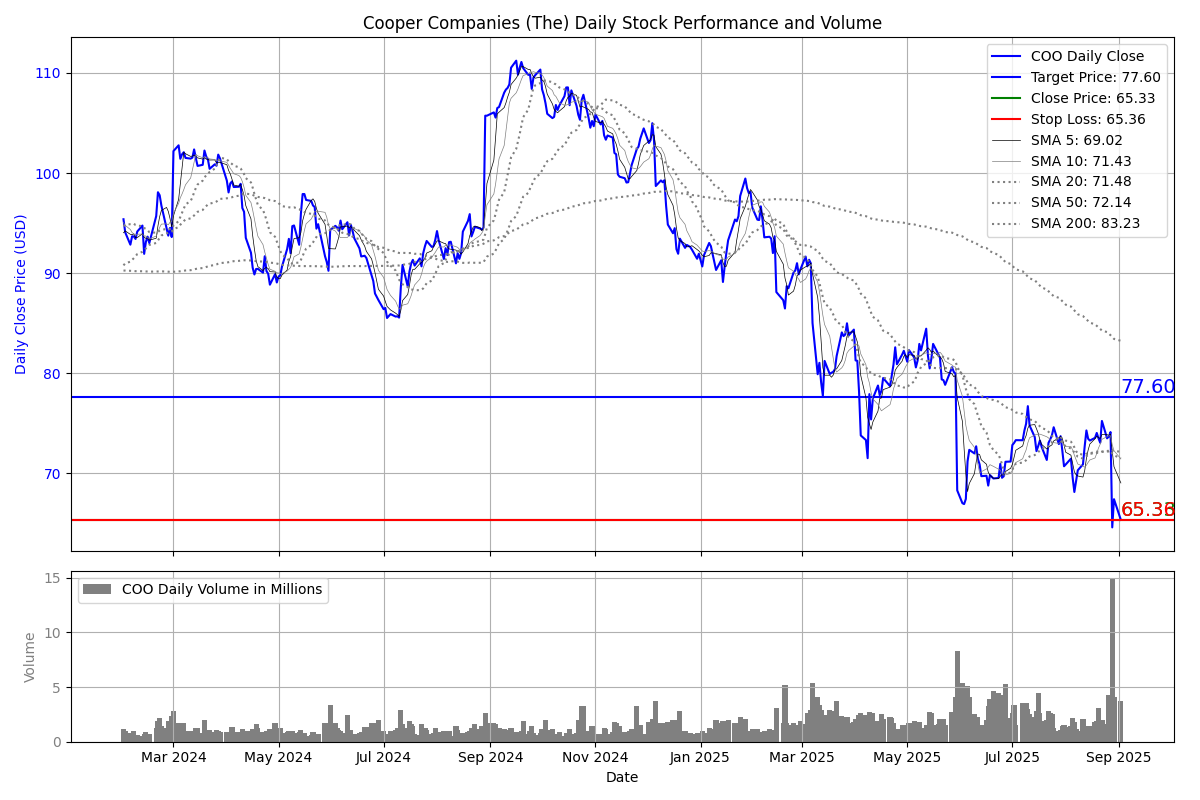 Cooper Companies (The) Daily Stock Performance and Volume
Daily Close Price (USD)
110
100
90
80
70
COO Daily Close
Target Price: 77.60
Close Price: 65.33
Stop Loss: 65.36
SMA 5: 69.02
SMA 10: 71.43
SMA 20: 71.48
SMA 50: 72.14
SMA 200: 83.23
77.60
65.36
Volume
15
10
5
0
COO Daily Volume in Millions
Mar 2024
May 2024
Jul 2024
Sep 2024
Nov 2024
Jan 2025
Mar 2025
May 2025
Jul 2025
Sep 2025
Date